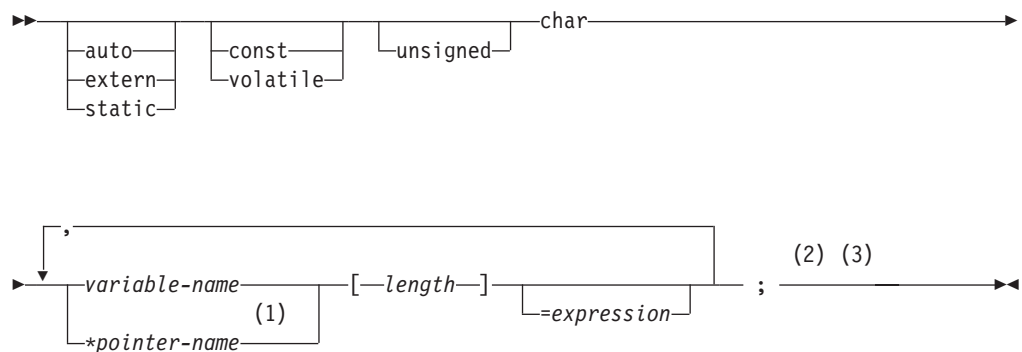 char
auto const unsigned
extern volatile
static
,
(2) (3)
variable-name [ length ] ;
(1) =expression
*pointer-name